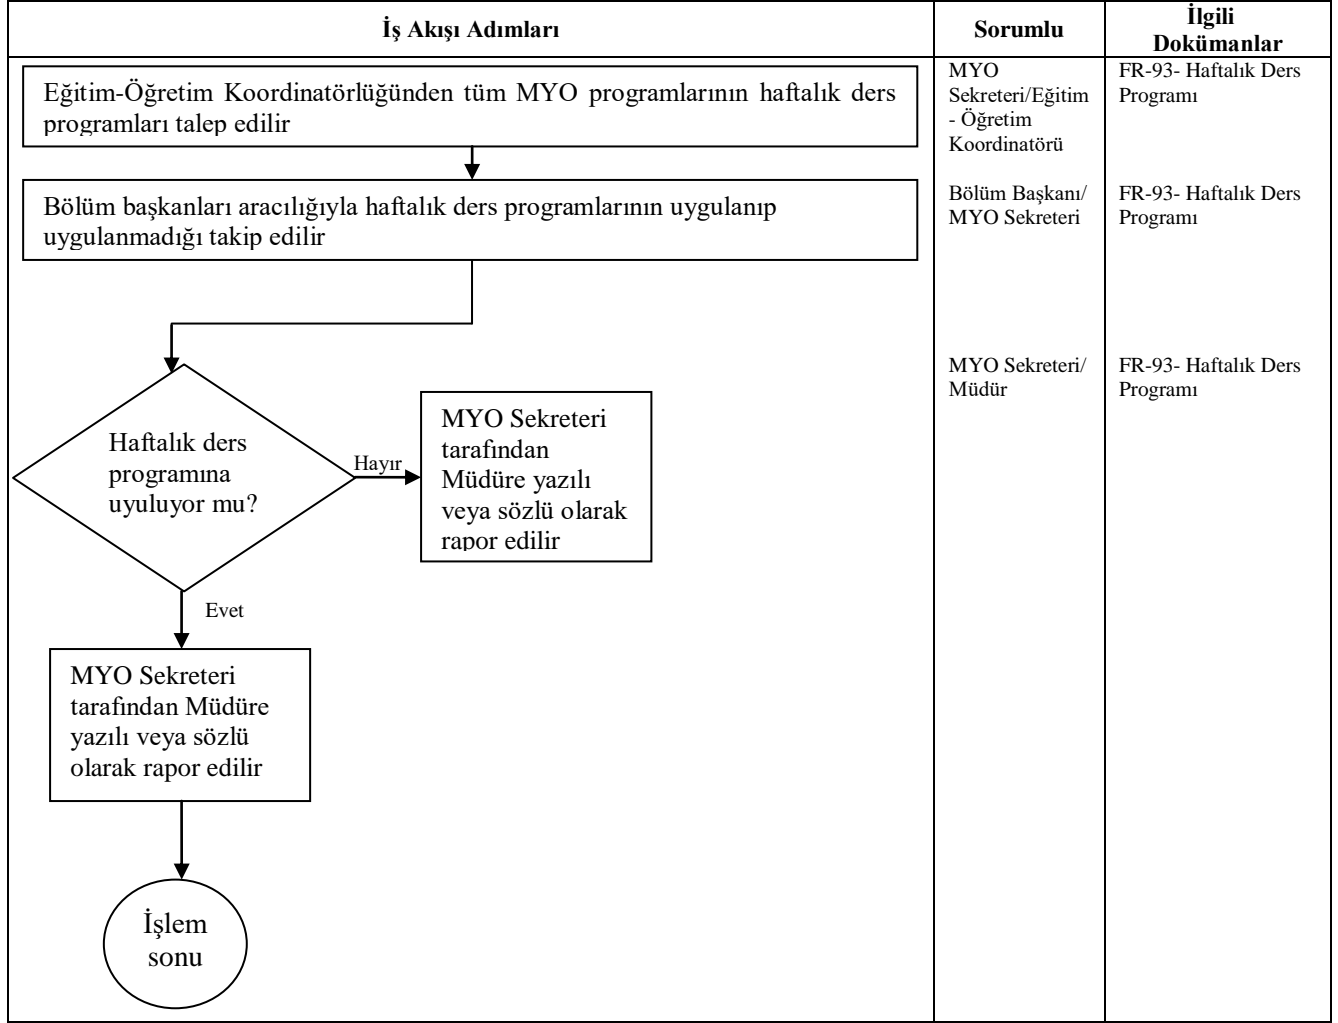 İş Akışı Adımları
Sorumlu
İlgili
Dokümanlar
Eğitim-Öğretim Koordinatörlüğünden tüm MYO programlarının haftalık ders
programları talep edilir
MYO
Sekreteri/Eğitim
- Öğretim
Koordinatörü
FR-93- Haftalık Ders
Programı
Bölüm başkanları aracılığıyla haftalık ders programlarının uygulanıp
uygulanmadığı takip edilir
Bölüm Başkanı/
MYO Sekreteri
FR-93- Haftalık Ders
Programı
Haftalık ders
programına
uyuluyor mu?
Hayır
MYO Sekreteri
tarafından
Müdüre yazılı
veya sözlü olarak
rapor edilir
MYO Sekreteri/
Müdür
FR-93- Haftalık Ders
Programı
Evet
MYO Sekreteri
tarafından Müdüre
yazılı veya sözlü
olarak rapor edilir
İşlem
sonu